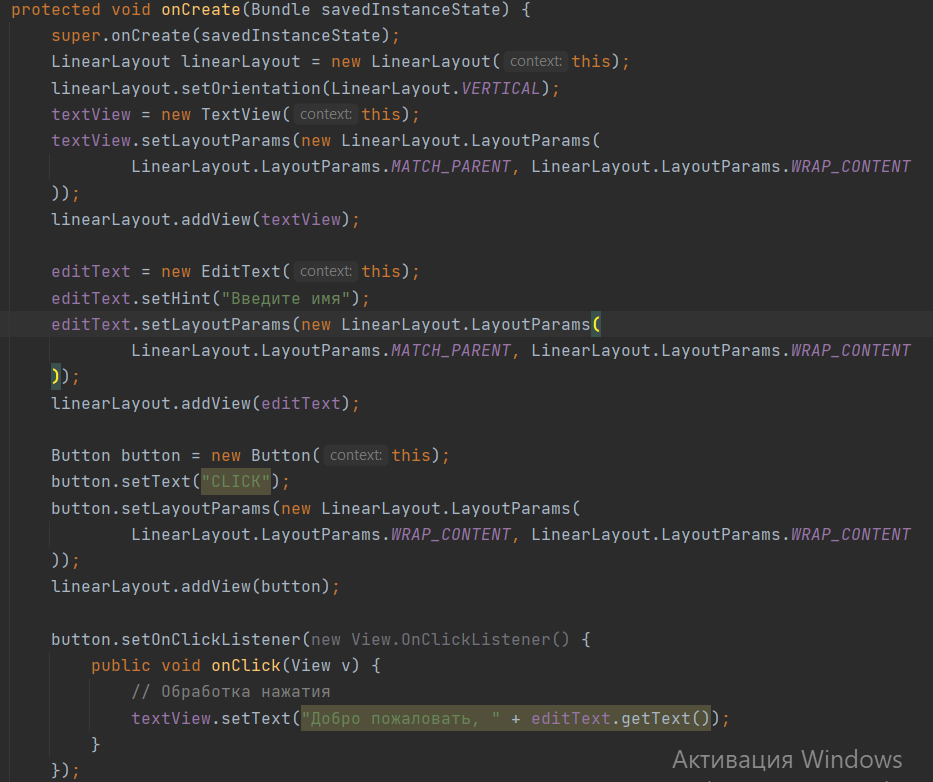 protected void onCreate(Bundle savedInstanceState) {
    super.onCreate(savedInstanceState);
    LinearLayout linearLayout = new LinearLayout( context: this);
    linearLayout.setOrientation(LinearLayout.VERTICAL);
    textView = new TextView( context: this);
    textView.setLayoutParams(new LinearLayout.LayoutParams(
            LinearLayout.LayoutParams.MATCH_PARENT, LinearLayout.LayoutParams.WRAP_CONTENT
    ));
    linearLayout.addView(textView);

    editText = new EditText( context: this);
    editText.setHint("Введите имя");
    editText.setLayoutParams(new LinearLayout.LayoutParams(
            LinearLayout.LayoutParams.MATCH_PARENT, LinearLayout.LayoutParams.WRAP_CONTENT
    ));
    linearLayout.addView(editText);

    Button button = new Button( context: this);
    button.setText("CLICK");
    button.setLayoutParams(new LinearLayout.LayoutParams(
            LinearLayout.LayoutParams.WRAP_CONTENT, LinearLayout.LayoutParams.WRAP_CONTENT
    ));
    linearLayout.addView(button);

    button.setOnClickListener(new View.OnClickListener() {
        public void onClick(View v) {
            // Обработка нажатия
            textView.setText("Добро пожаловать, " + editText.getText());
        }
    });
Активация Windows